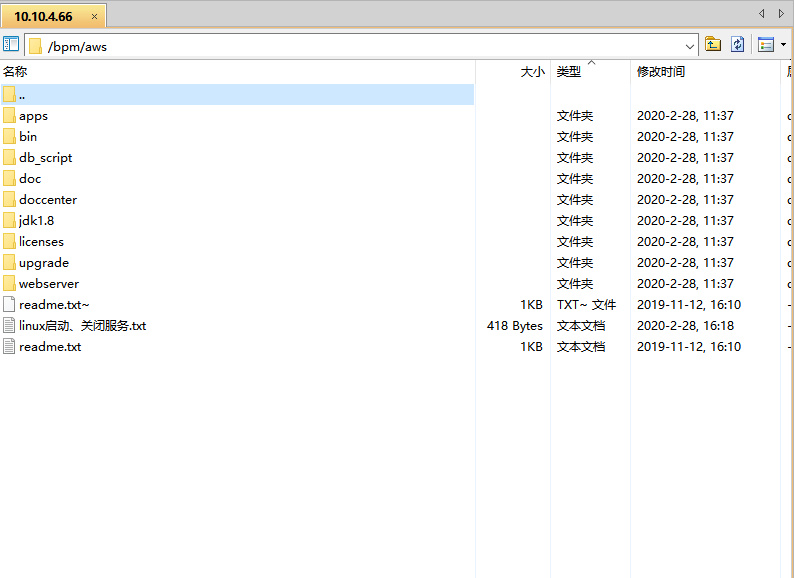 10.10.4.66
/bpm/aws
名称 大小 类型 修改时间
..
apps 文件夹 2020-2-28, 11:37
bin 文件夹 2020-2-28, 11:37
db_script 文件夹 2020-2-28, 11:37
doc 文件夹 2020-2-28, 11:37
doccenter 文件夹 2020-2-28, 11:37
jdk1.8 文件夹 2020-2-28, 11:37
licenses 文件夹 2020-2-28, 11:37
upgrade 文件夹 2020-2-28, 11:37
webserver 文件夹 2020-2-28, 11:37
readme.txt~ 1KB TXT~ 文件 2019-11-12, 16:10
linux启动、关闭服务.txt 418 Bytes 文本文档 2020-2-28, 16:18
readme.txt 1KB 文本文档 2019-11-12, 16:10